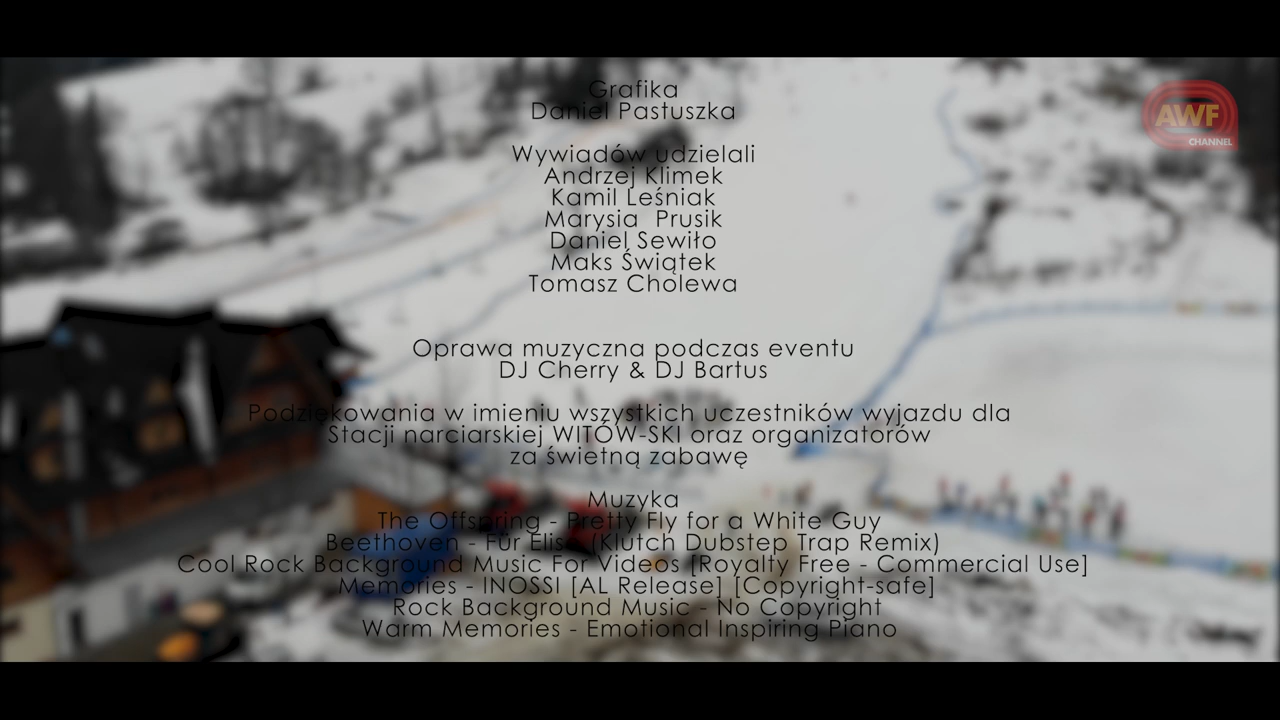 AWF
CHANNEL
Grafika
Daniel Pastuszka
Wywiadów udzielali
Andrzej Klimek
Kamil Leśniak
Marysia Prusik
Daniel Sewiło
Maks Świątek
Tomasz Cholewa
Oprawa muzyczna podczas eventu
DJ Cherry & DJ Bartus
Podziękowania w imieniu wszystkich uczestników wyjazdu dla
Stacji narciarskiej WITÓW-SKI oraz organizatorów
za świetną zabawę
Muzyka
The Offspring - Pretty Fly for a White Guy
Beethoven - Für Elise (Klutch Dubstep Trap Remix)
Cool Rock Background Music For Videos [Royalty Free - Commercial Use]
Memories - INOSSI [AL Release] [Copyright-safe]
Rock Background Music - No Copyright
Warm Memories - Emotional Inspiring Piano